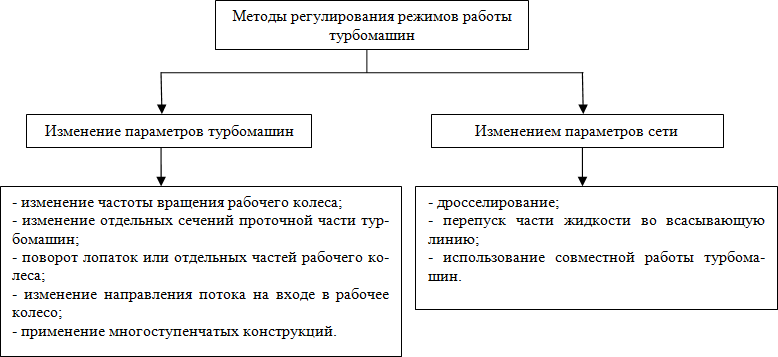 Методы регулирования режимов работы
турбомашин
Изменение параметров турбомашин
Изменением параметров сети
- изменение частоты вращения рабочего колеса;
- изменение отдельных сечений проточной части тур-
бомашин;
- поворот лопаток или отдельных частей рабочего ко-
леса;
- изменение направления потока на входе в рабочее
колесо;
- применение многоступенчатых конструкций.
- дросселирование;
- перепуск части жидкости во всасывающую
линию;
- использование совместной работы турбома-
шин.